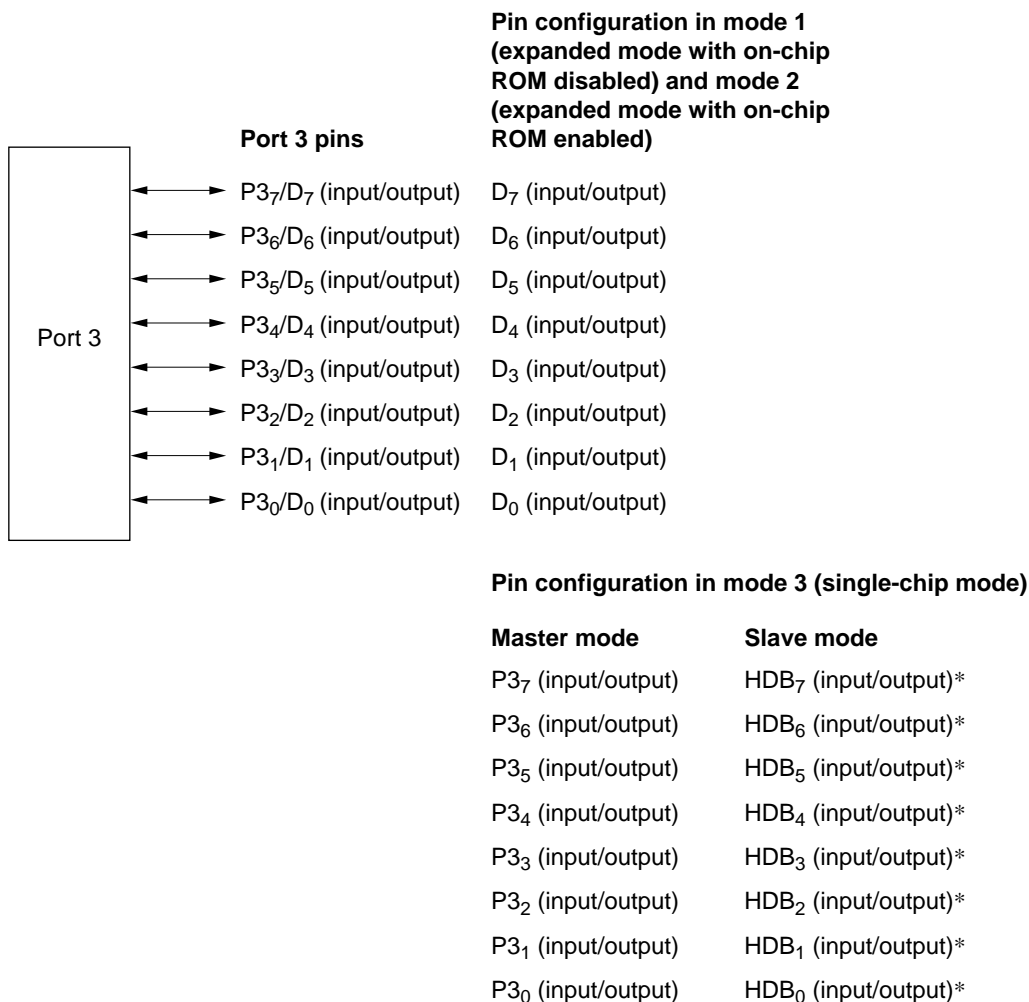 Pin configuration in mode 1
(expanded mode with on-chip
ROM disabled) and mode 2
(expanded mode with on-chip
Port 3 pins ROM enabled)
P3₇/D₇ (input/output) D₇ (input/output)
P3₆/D₆ (input/output) D₆ (input/output)
P3₅/D₅ (input/output) D₅ (input/output)
Port 3 P3₄/D₄ (input/output) D₄ (input/output)
P3₃/D₃ (input/output) D₃ (input/output)
P3₂/D₂ (input/output) D₂ (input/output)
P3₁/D₁ (input/output) D₁ (input/output)
P3₀/D₀ (input/output) D₀ (input/output)
Pin configuration in mode 3 (single-chip mode)
Master mode Slave mode
P3₇ (input/output) HDB₇ (input/output)*
P3₆ (input/output) HDB₆ (input/output)*
P3₅ (input/output) HDB₅ (input/output)*
P3₄ (input/output) HDB₄ (input/output)*
P3₃ (input/output) HDB₃ (input/output)*
P3₂ (input/output) HDB₂ (input/output)*
P3₁ (input/output) HDB₁ (input/output)*
P3₀ (input/output) HDB₀ (input/output)*